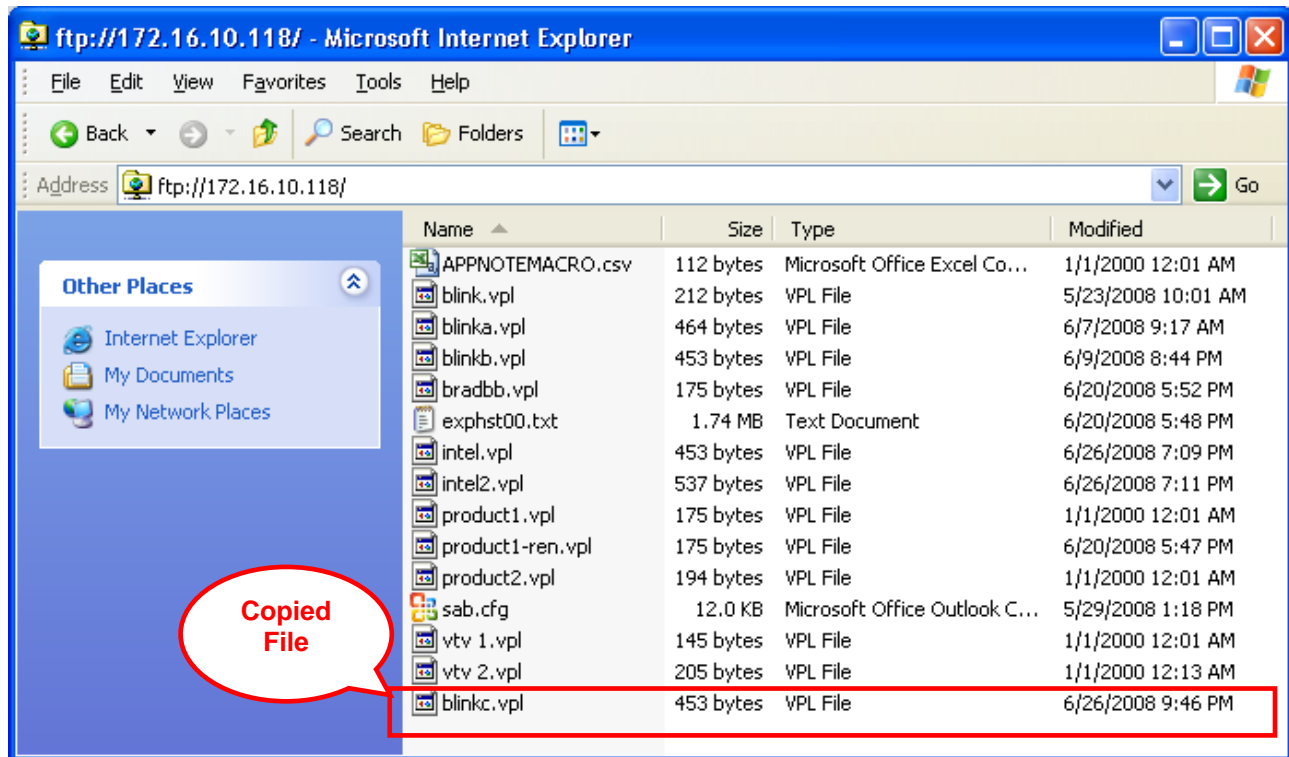 ftp://172.16.10.118/ - Microsoft Internet Explorer
File Edit View Favorites Tools Help
Back Search Folders
Address ftp://172.16.10.118/ Go
Other Places
Internet Explorer
My Documents
My Network Places
Name Size Type Modified
APPNOTEMACRO.csv 112 bytes Microsoft Office Excel Co... 1/1/2000 12:01 AM
blink.vpl 212 bytes VPL File 5/23/2008 10:01 AM
blinka.vpl 464 bytes VPL File 6/7/2008 9:17 AM
blinkb.vpl 453 bytes VPL File 6/9/2008 8:44 PM
bradbb.vpl 175 bytes VPL File 6/20/2008 5:52 PM
exphst00.txt 1.74 MB Text Document 6/20/2008 5:48 PM
intel.vpl 453 bytes VPL File 6/26/2008 7:09 PM
intel2.vpl 537 bytes VPL File 6/26/2008 7:11 PM
product1.vpl 175 bytes VPL File 1/1/2000 12:01 AM
product1-ren.vpl 175 bytes VPL File 6/20/2008 5:47 PM
product2.vpl 194 bytes VPL File 1/1/2000 12:01 AM
sab.cfg 12.0 KB Microsoft Office Outlook C... 5/29/2008 1:18 PM
vtv 1.vpl 145 bytes VPL File 1/1/2000 12:01 AM
vtv 2.vpl 205 bytes VPL File 1/1/2000 12:13 AM
blinkc.vpl 453 bytes VPL File 6/26/2008 9:46 PM
Copied
File